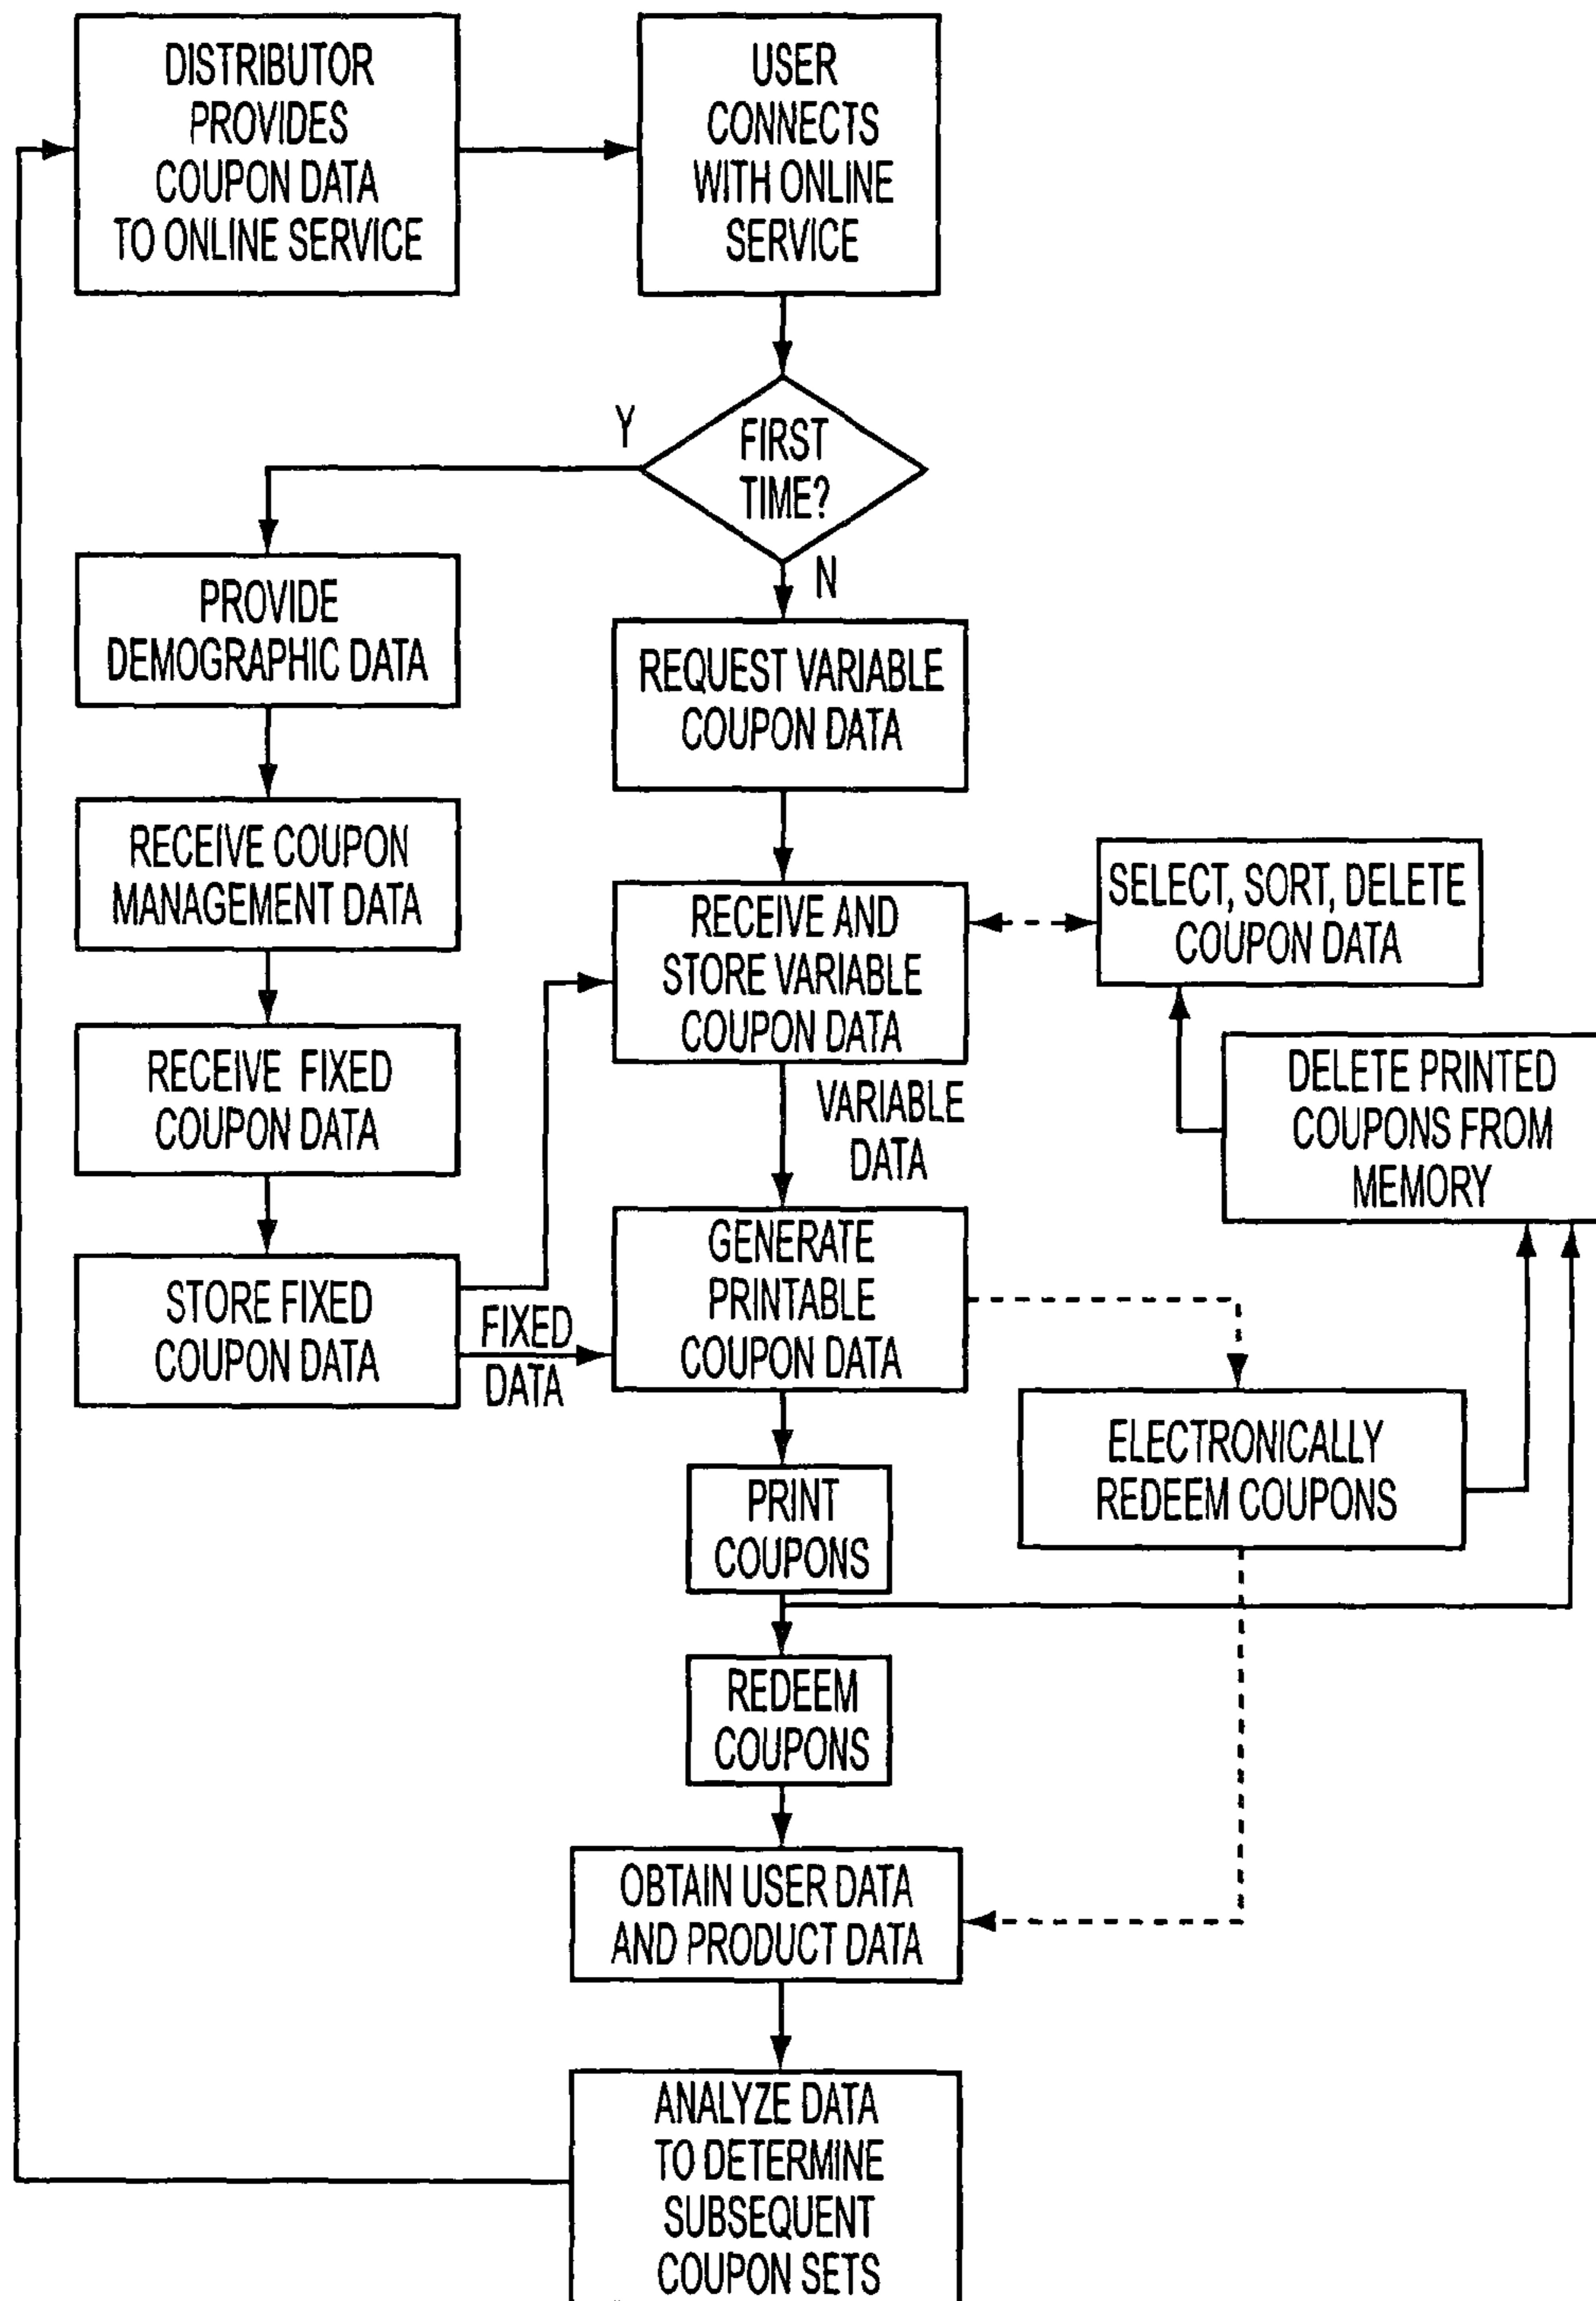 DISTRIBUTOR
PROVIDES
COUPON DATA
TO ONLINE SERVICE
USER
CONNECTS
WITH ONLINE
SERVICE
FIRST
TIME?
Y
N
PROVIDE
DEMOGRAPHIC DATA
REQUEST VARIABLE
COUPON DATA
RECEIVE COUPON
MANAGEMENT DATA
RECEIVE AND
STORE VARIABLE
COUPON DATA
SELECT, SORT, DELETE
COUPON DATA
RECEIVE FIXED
COUPON DATA
VARIABLE
DATA
DELETE PRINTED
COUPONS FROM
MEMORY
STORE FIXED
COUPON DATA
FIXED
DATA
GENERATE
PRINTABLE
COUPON DATA
ELECTRONICALLY
REDEEM COUPONS
PRINT
COUPONS
REDEEM
COUPONS
OBTAIN USER DATA
AND PRODUCT DATA
ANALYZE DATA
TO DETERMINE
SUBSEQUENT
COUPON SETS